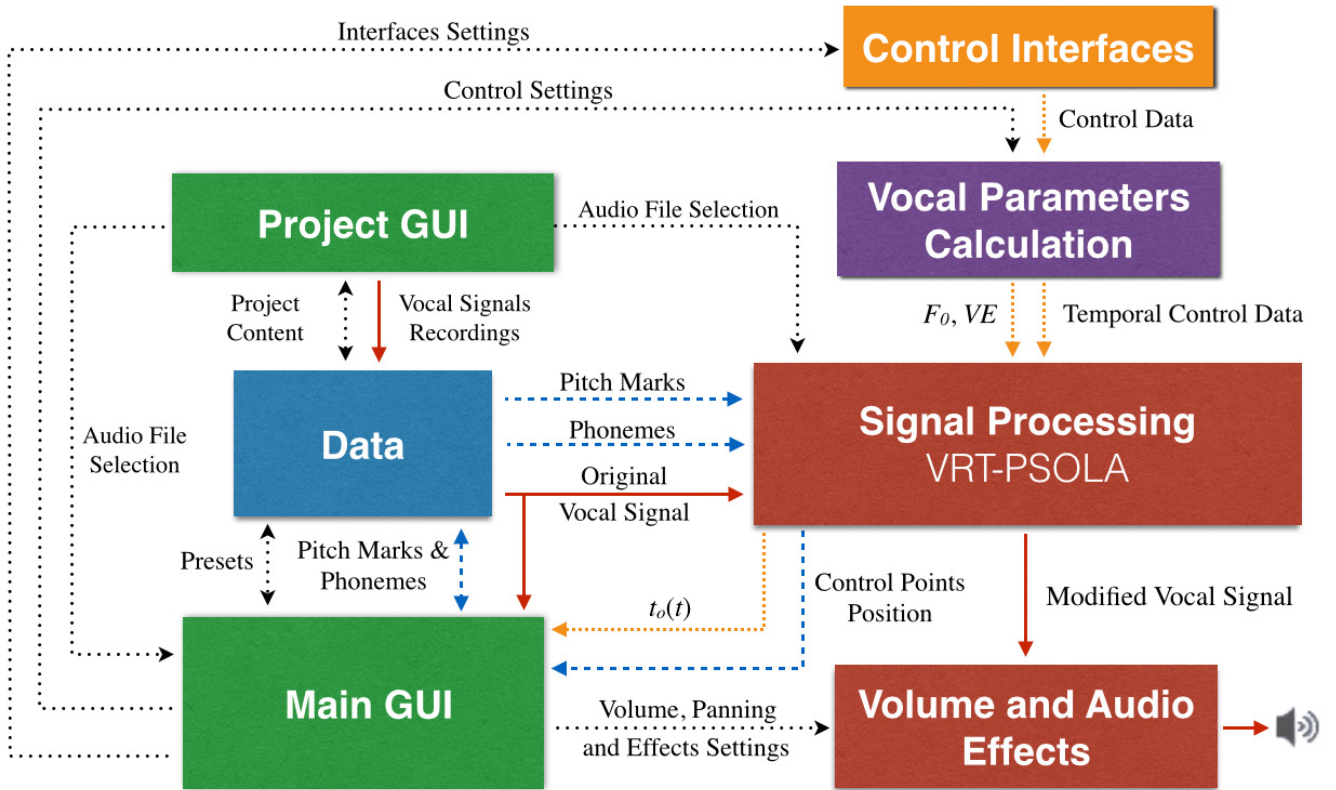 Interfaces Settings
Control Interfaces
Control Settings
Control Data
Project GUI
Audio File Selection
Vocal Parameters
Calculation
Project
Content
Vocal Signals
Recordings
F₀, VE
Temporal Control Data
Audio File
Selection
Data
Pitch Marks
Phonemes
Original
Vocal Signal
Signal Processing
VRT-PSOLA
Presets
Pitch Marks &
Phonemes
tₒ(t)
Control Points
Position
Modified Vocal Signal
Main GUI
Volume, Panning
and Effects Settings
Volume and Audio
Effects